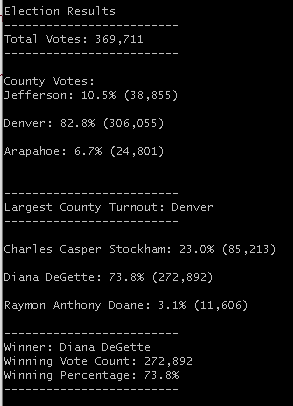 Election Results
-------------------------
Total Votes: 369,711
-------------------------
County Votes:
Jefferson: 10.5% (38,855)
Denver: 82.8% (306,055)
Arapahoe: 6.7% (24,801)
-------------------------
Largest County Turnout: Denver
-------------------------
Charles Casper Stockham: 23.0% (85,213)
Diana DeGette: 73.8% (272,892)
Raymon Anthony Doane: 3.1% (11,606)
-------------------------
Winner: Diana DeGette
Winning Vote Count: 272,892
Winning Percentage: 73.8%
-------------------------